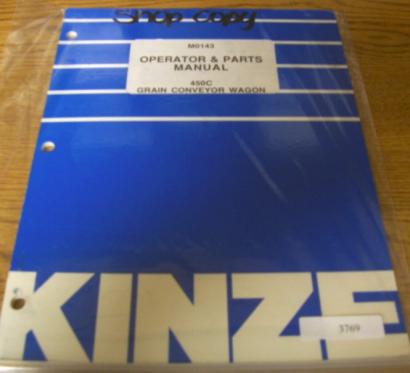 Shop copy
M0143
OPERATOR & PARTS
MANUAL
450C
GRAIN CONVEYOR WAGON
KINZE
3769